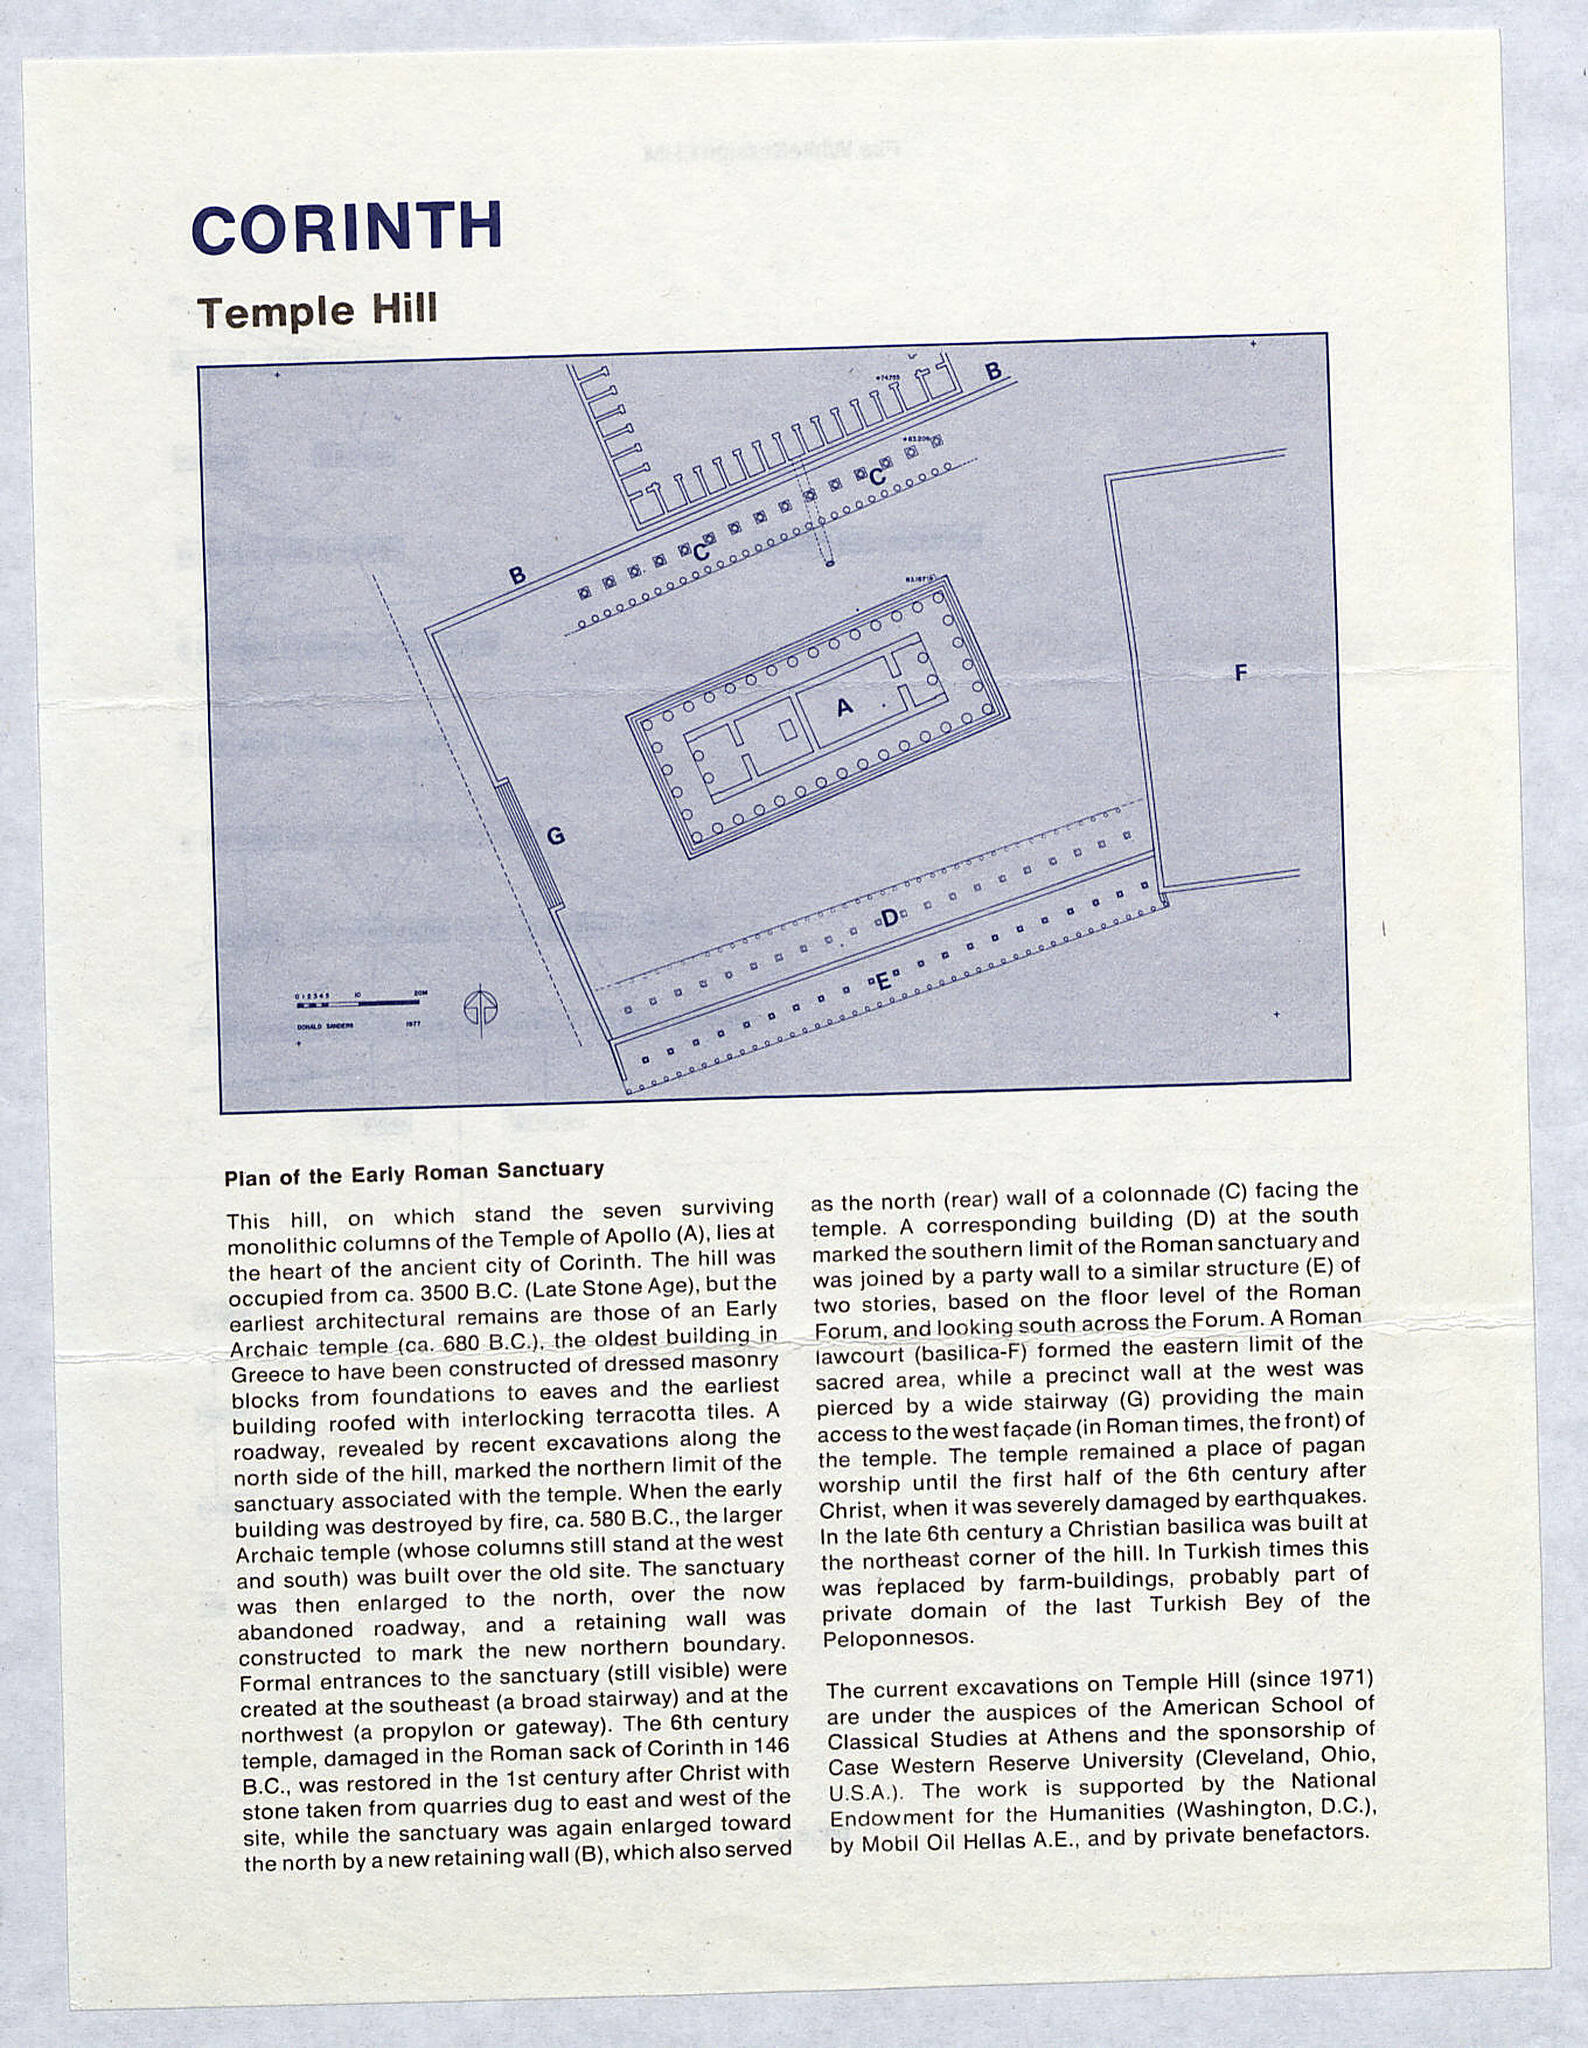 CORINTH
Temple Hill
B
+74.755
+83.206
C
C
B
A
F
G
D
E
0 1 2 3 4 5 10 20M
DONALD SANDERS 1977
Plan of the Early Roman Sanctuary
This hill, on which stand the seven surviving
monolithic columns of the Temple of Apollo (A), lies at
the heart of the ancient city of Corinth. The hill was
occupied from ca. 3500 B.C. (Late Stone Age), but the
earliest architectural remains are those of an Early
Archaic temple (ca. 680 B.C.), the oldest building in
Greece to have been constructed of dressed masonry
blocks from foundations to eaves and the earliest
building roofed with interlocking terracotta tiles. A
roadway, revealed by recent excavations along the
north side of the hill, marked the northern limit of the
sanctuary associated with the temple. When the early
building was destroyed by fire, ca. 580 B.C., the larger
Archaic temple (whose columns still stand at the west
and south) was built over the old site. The sanctuary
was then enlarged to the north, over the now
abandoned roadway, and a retaining wall was
constructed to mark the new northern boundary.
Formal entrances to the sanctuary (still visible) were
created at the southeast (a broad stairway) and at the
northwest (a propylon or gateway). The 6th century
temple, damaged in the Roman sack of Corinth in 146
B.C., was restored in the 1st century after Christ with
stone taken from quarries dug to east and west of the
site, while the sanctuary was again enlarged toward
the north by a new retaining wall (B), which also served
as the north (rear) wall of a colonnade (C) facing the
temple. A corresponding building (D) at the south
marked the southern limit of the Roman sanctuary and
was joined by a party wall to a similar structure (E) of
two stories, based on the floor level of the Roman
Forum, and looking south across the Forum. A Roman
lawcourt (basilica-F) formed the eastern limit of the
sacred area, while a precinct wall at the west was
pierced by a wide stairway (G) providing the main
access to the west façade (in Roman times, the front) of
the temple. The temple remained a place of pagan
worship until the first half of the 6th century after
Christ, when it was severely damaged by earthquakes.
In the late 6th century a Christian basilica was built at
the northeast corner of the hill. In Turkish times this
was replaced by farm-buildings, probably part of
private domain of the last Turkish Bey of the
Peloponnesos.
The current excavations on Temple Hill (since 1971)
are under the auspices of the American School of
Classical Studies at Athens and the sponsorship of
Case Western Reserve University (Cleveland, Ohio,
U.S.A.). The work is supported by the National
Endowment for the Humanities (Washington, D.C.),
by Mobil Oil Hellas A.E., and by private benefactors.